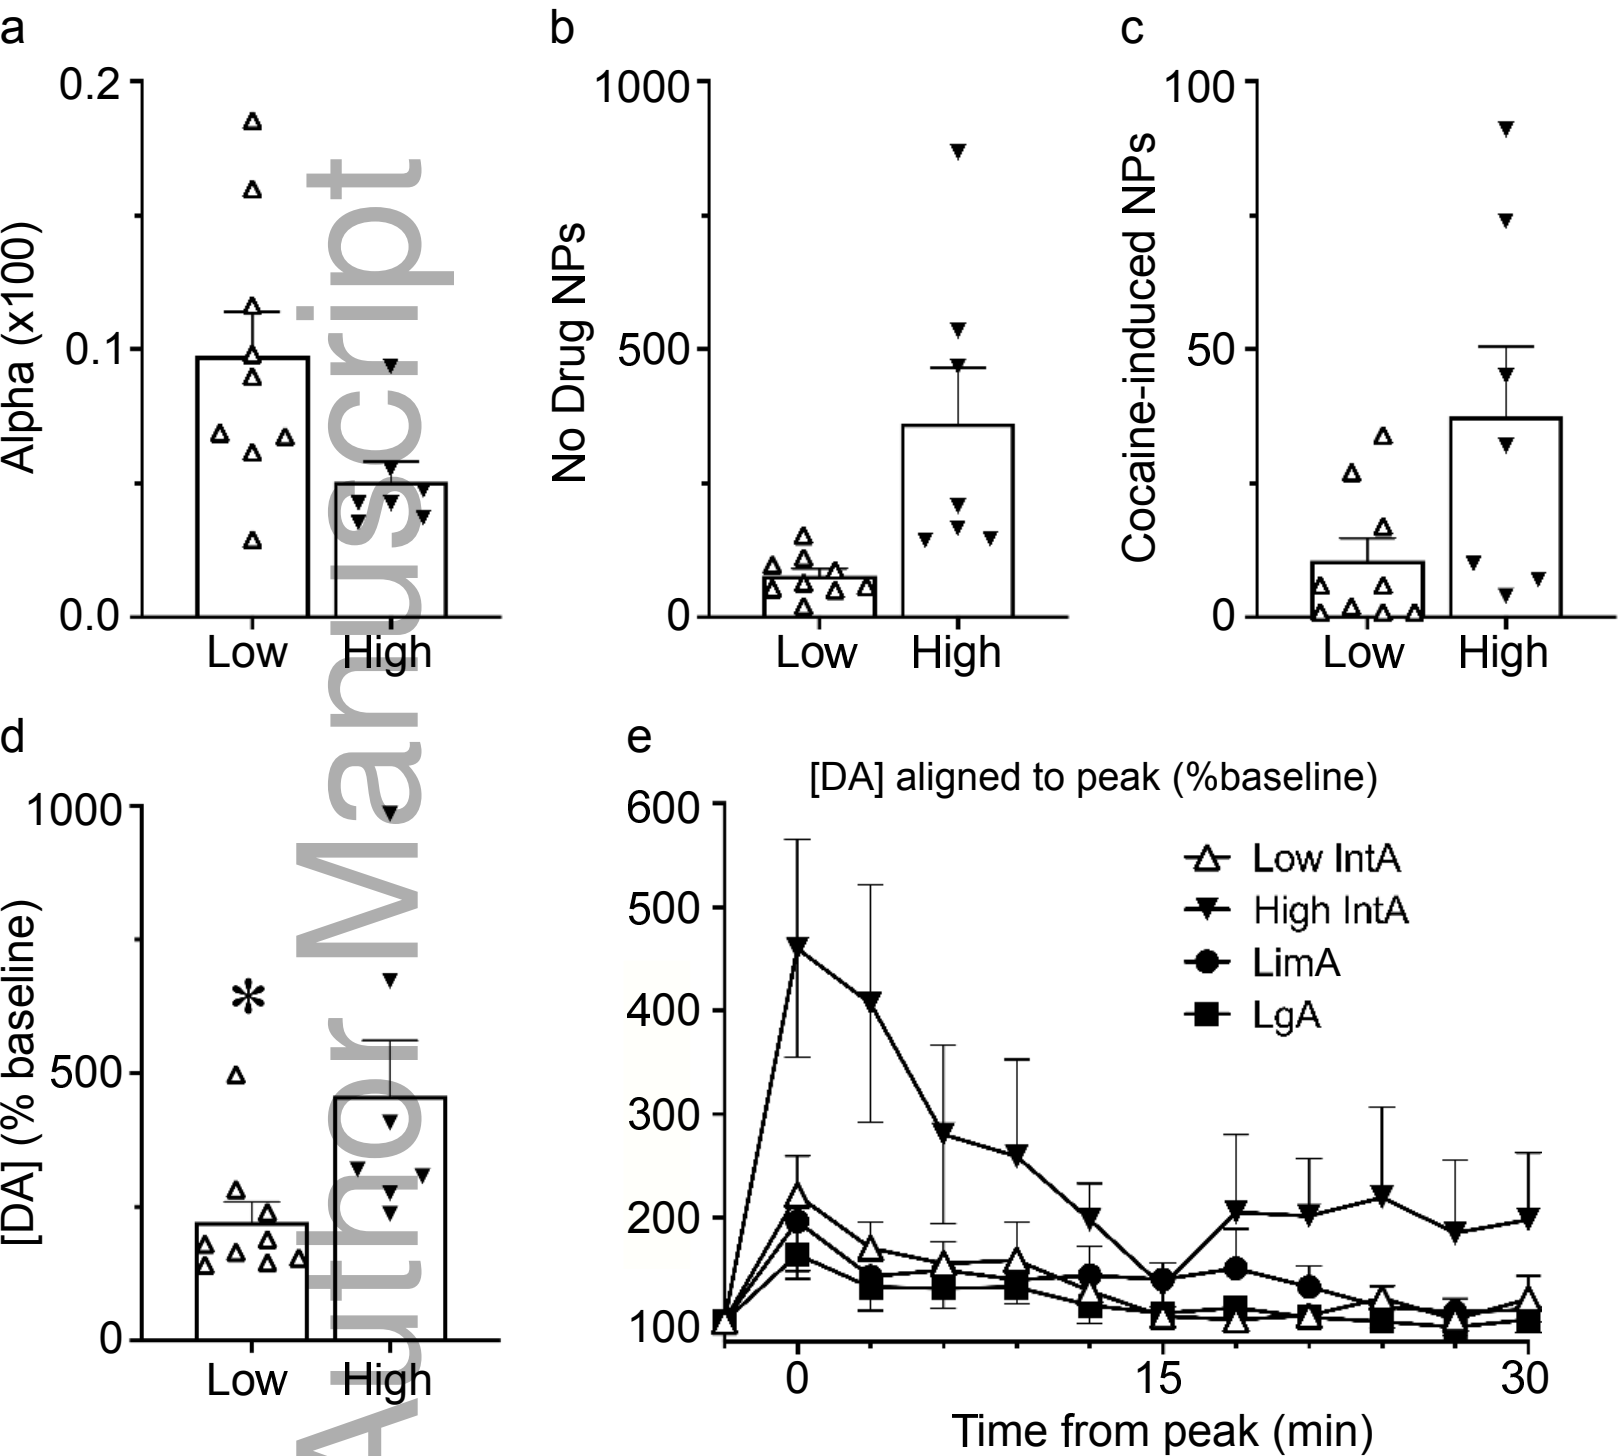 a
0.2
0.1
0.0
Alpha (x100)
Low
High
b
1000
500
0
No Drug NPs
Low
High
c
100
50
0
Cocaine-induced NPs
Low
High
d
1000
500
0
[DA] (% baseline)
*
Low
High
e
[DA] aligned to peak (%baseline)
600
500
400
300
200
100
Low IntA
High IntA
LimA
LgA
0
15
30
Time from peak (min)
Author Manuscript